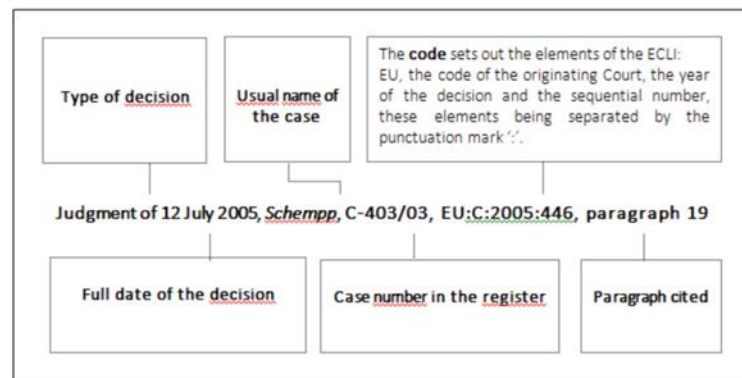 Type of decision
Usual name of
the case
The code sets out the elements of the ECLI:
EU, the code of the originating Court, the year
of the decision and the sequential number,
these elements being separated by the
punctuation mark ‘:’.
Judgment of 12 July 2005, Schempp, C-403/03, EU:C:2005:446, paragraph 19
Full date of the decision
Case number in the register
Paragraph cited